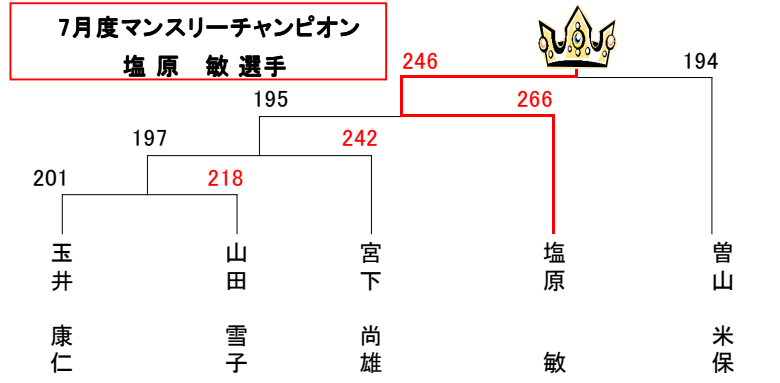 7月度マンスリーチャンピオン
塩 原　敏 選手
246
194
195
266
197
242
201
218
玉井　康仁
山田　雪子
宮下　尚雄
塩原　　敏
曽山　米保